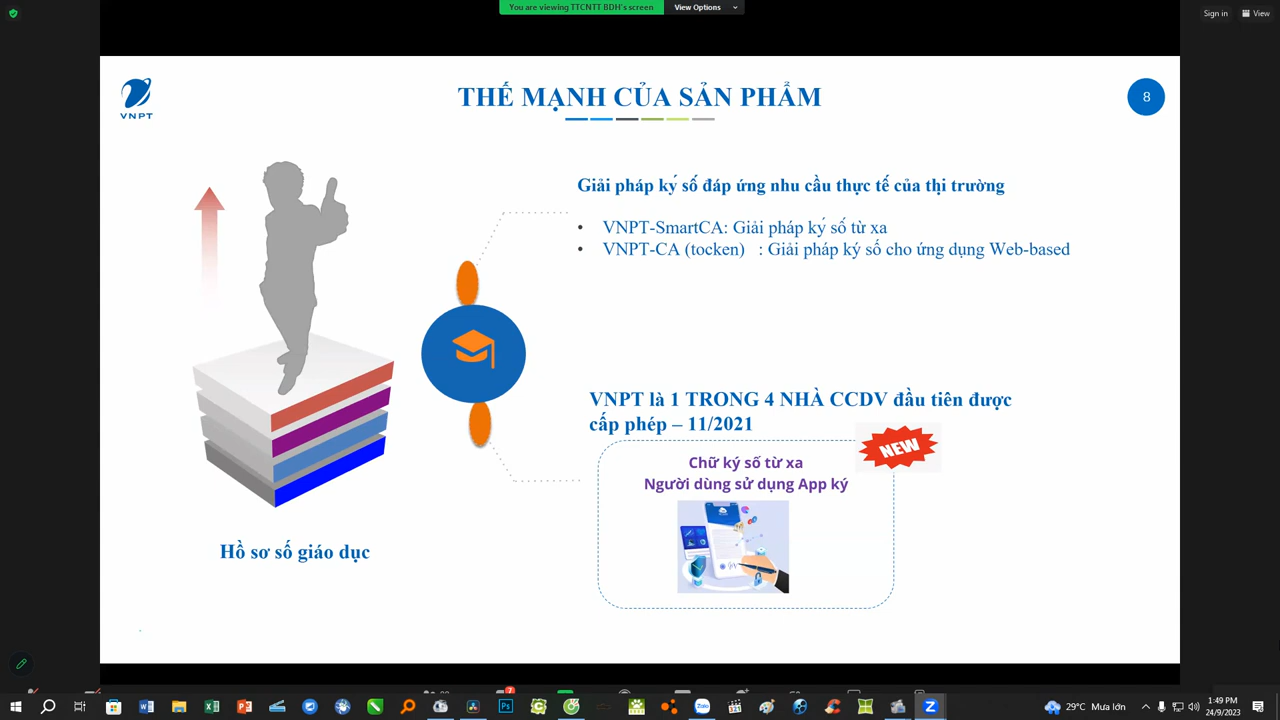 You are viewing TTCNTT BDH's screen
View Options
Sign in
View
VNPT
THẾ MẠNH CỦA SẢN PHẨM
8
Giải pháp ký số đáp ứng nhu cầu thực tế của thị trường
• VNPT-SmartCA: Giải pháp ký số từ xa
• VNPT-CA (tocken) : Giải pháp ký số cho ứng dụng Web-based
VNPT là 1 TRONG 4 NHÀ CCDV đầu tiên được
cấp phép – 11/2021
NEW
Chữ ký số từ xa
Người dùng sử dụng App ký
Hồ sơ số giáo dục
29°C Mưa lớn
1:49 PM
24/9/2023